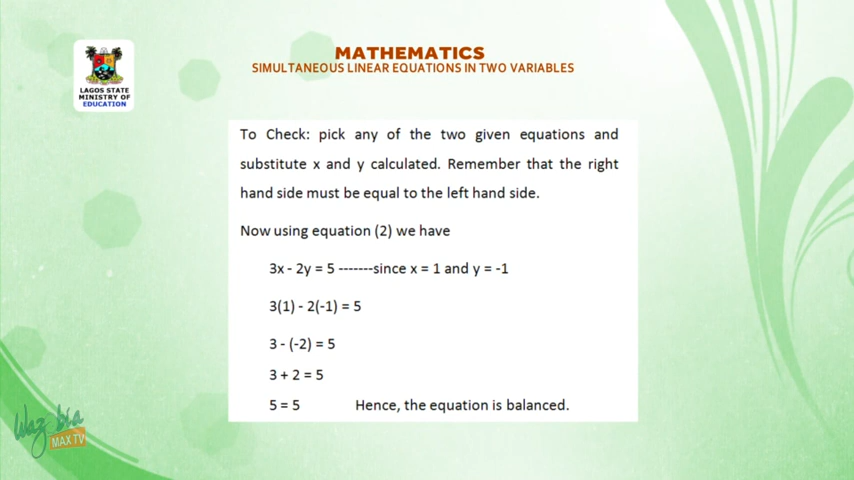 MATHEMATICS
SIMULTANEOUS LINEAR EQUATIONS IN TWO VARIABLES
LAGOS STATE
MINISTRY OF
EDUCATION
To Check: pick any of the two given equations and
substitute x and y calculated. Remember that the right
hand side must be equal to the left hand side.
Now using equation (2) we have
3x - 2y = 5 -------since x = 1 and y = -1
3(1) - 2(-1) = 5
3 - (-2) = 5
3 + 2 = 5
5 = 5 Hence, the equation is balanced.
Wazobia
MAX TV